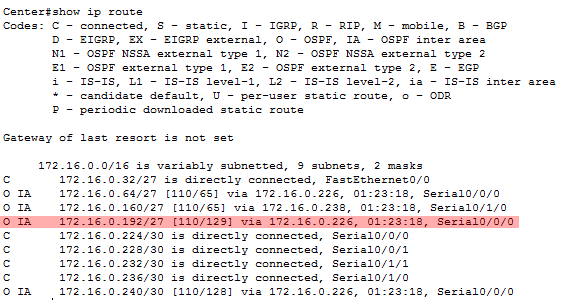 Center#show ip route
Codes: C - connected, S - static, I - IGRP, R - RIP, M - mobile, B - BGP
D - EIGRP, EX - EIGRP external, O - OSPF, IA - OSPF inter area
N1 - OSPF NSSA external type 1, N2 - OSPF NSSA external type 2
E1 - OSPF external type 1, E2 - OSPF external type 2, E - EGP
i - IS-IS, L1 - IS-IS level-1, L2 - IS-IS level-2, ia - IS-IS inter area
* - candidate default, U - per-user static route, o - ODR
P - periodic downloaded static route
Gateway of last resort is not set
172.16.0.0/16 is variably subnetted, 9 subnets, 2 masks
C 172.16.0.32/27 is directly connected, FastEthernet0/0
O IA 172.16.0.64/27 [110/65] via 172.16.0.226, 01:23:18, Serial0/0/0
O IA 172.16.0.160/27 [110/65] via 172.16.0.238, 01:23:18, Serial0/1/0
O IA 172.16.0.192/27 [110/129] via 172.16.0.226, 01:23:18, Serial0/0/0
C 172.16.0.224/30 is directly connected, Serial0/0/0
C 172.16.0.228/30 is directly connected, Serial0/0/1
C 172.16.0.232/30 is directly connected, Serial0/1/1
C 172.16.0.236/30 is directly connected, Serial0/1/0
O IA 172.16.0.240/30 [110/128] via 172.16.0.226, 01:23:18, Serial0/0/0